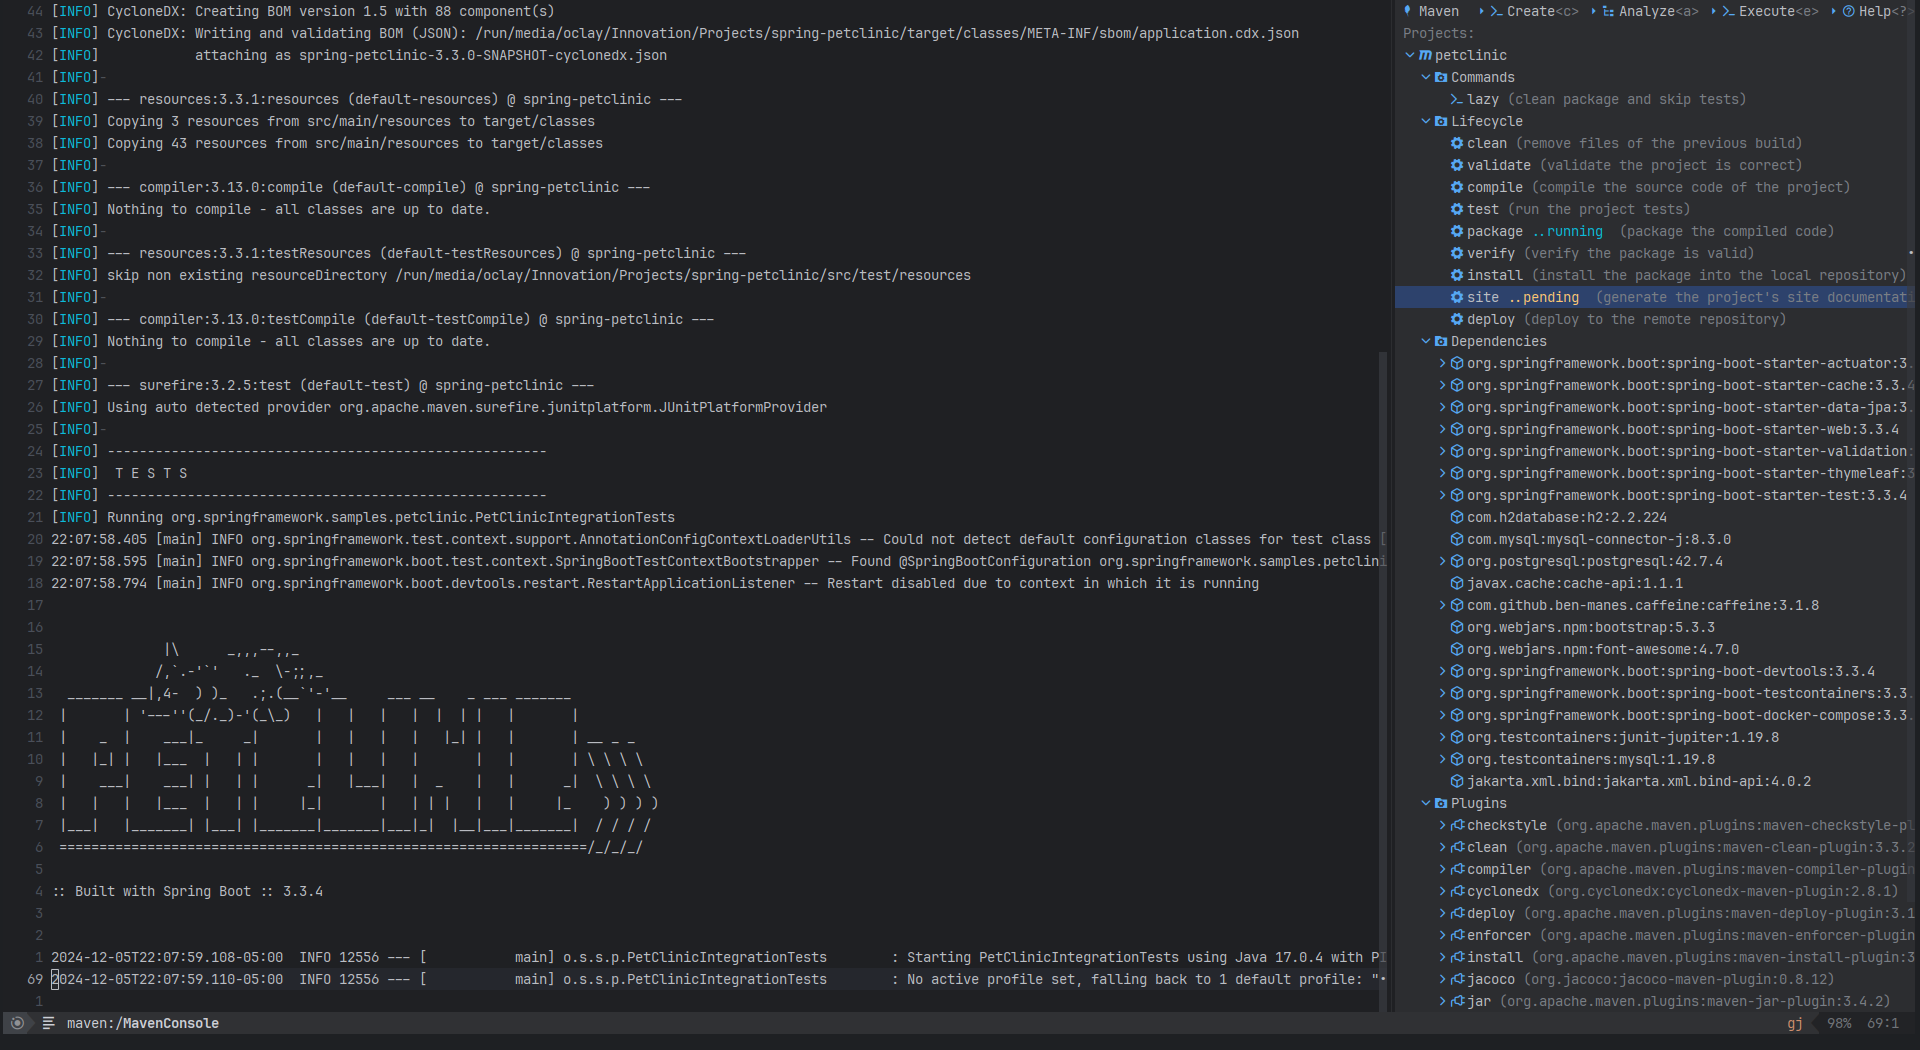 44 [INFO] CycloneDX: Creating BOM version 1.5 with 88 component(s)
43 [INFO] CycloneDX: Writing and validating BOM (JSON): /run/media/oclay/Innovation/Projects/spring-petclinic/target/classes/META-INF/sbom/application.cdx.json
42 [INFO]            attaching as spring-petclinic-3.3.0-SNAPSHOT-cyclonedx.json
41 [INFO]-
40 [INFO] --- resources:3.3.1:resources (default-resources) @ spring-petclinic ---
39 [INFO] Copying 3 resources from src/main/resources to target/classes
38 [INFO] Copying 43 resources from src/main/resources to target/classes
37 [INFO]-
36 [INFO] --- compiler:3.13.0:compile (default-compile) @ spring-petclinic ---
35 [INFO] Nothing to compile - all classes are up to date.
34 [INFO]-
33 [INFO] --- resources:3.3.1:testResources (default-testResources) @ spring-petclinic ---
32 [INFO] skip non existing resourceDirectory /run/media/oclay/Innovation/Projects/spring-petclinic/src/test/resources
31 [INFO]-
30 [INFO] --- compiler:3.13.0:testCompile (default-testCompile) @ spring-petclinic ---
29 [INFO] Nothing to compile - all classes are up to date.
28 [INFO]-
27 [INFO] --- surefire:3.2.5:test (default-test) @ spring-petclinic ---
26 [INFO] Using auto detected provider org.apache.maven.surefire.junitplatform.JUnitPlatformProvider
25 [INFO]-
24 [INFO] -------------------------------------------------------
23 [INFO]  T E S T S
22 [INFO] -------------------------------------------------------
21 [INFO] Running org.springframework.samples.petclinic.PetClinicIntegrationTests
20 22:07:58.405 [main] INFO org.springframework.test.context.support.AnnotationConfigContextLoaderUtils -- Could not detect default configuration classes for test class [
19 22:07:58.595 [main] INFO org.springframework.boot.test.context.SpringBootTestContextBootstrapper -- Found @SpringBootConfiguration org.springframework.samples.petclini
18 22:07:58.794 [main] INFO org.springframework.boot.devtools.restart.RestartApplicationListener -- Restart disabled due to context in which it is running
17
16
15               |\      _,,,--,,_
14              /,`.-'`'   ._  \-;;,_
13   _______ __|,4-  ) )_   .;.(__`'-'__     ___ __    _ ___ _______
12  |       | '---''(_/._)-'(_\_)   |   |   |   |  |  | |   |       |
11  |    _  |    ___|_     _|       |   |   |   |   |_| |   |       | __ _ _
10  |   |_| |   |___  |   | |       |   |   |   |       |   |       | \ \ \ \
9  |    ___|    ___| |   | |      _|   |___|   |  _    |   |      _|  \ \ \ \
8  |   |   |   |___  |   | |     |_|       |   | | |   |   |     |_    ) ) ) )
7  |___|   |_______| |___| |_______|_______|___|_|  |__|___|_______|  / / / /
6  ==================================================================/_/_/_/
5
4 :: Built with Spring Boot :: 3.3.4
3
2
1 2024-12-05T22:07:59.108-05:00  INFO 12556 --- [           main] o.s.s.p.PetClinicIntegrationTests        : Starting PetClinicIntegrationTests using Java 17.0.4 with PI
69 2024-12-05T22:07:59.110-05:00  INFO 12556 --- [           main] o.s.s.p.PetClinicIntegrationTests        : No active profile set, falling back to 1 default profile: "
1
maven:/MavenConsole
gj 98% 69:1
Maven Create<c> Analyze<a> Execute<e> Help<?>
Projects:
m petclinic
Commands
lazy (clean package and skip tests)
Lifecycle
clean (remove files of the previous build)
validate (validate the project is correct)
compile (compile the source code of the project)
test (run the project tests)
package ..running (package the compiled code)
verify (verify the package is valid)
install (install the package into the local repository)
site ..pending (generate the project's site documentati
deploy (deploy to the remote repository)
Dependencies
org.springframework.boot:spring-boot-starter-actuator:3.
org.springframework.boot:spring-boot-starter-cache:3.3.4
org.springframework.boot:spring-boot-starter-data-jpa:3.
org.springframework.boot:spring-boot-starter-web:3.3.4
org.springframework.boot:spring-boot-starter-validation:
org.springframework.boot:spring-boot-starter-thymeleaf:3
org.springframework.boot:spring-boot-starter-test:3.3.4
com.h2database:h2:2.2.224
com.mysql:mysql-connector-j:8.3.0
org.postgresql:postgresql:42.7.4
javax.cache:cache-api:1.1.1
com.github.ben-manes.caffeine:caffeine:3.1.8
org.webjars.npm:bootstrap:5.3.3
org.webjars.npm:font-awesome:4.7.0
org.springframework.boot:spring-boot-devtools:3.3.4
org.springframework.boot:spring-boot-testcontainers:3.3.
org.springframework.boot:spring-boot-docker-compose:3.3.
org.testcontainers:junit-jupiter:1.19.8
org.testcontainers:mysql:1.19.8
jakarta.xml.bind:jakarta.xml.bind-api:4.0.2
Plugins
checkstyle (org.apache.maven.plugins:maven-checkstyle-pl
clean (org.apache.maven.plugins:maven-clean-plugin:3.3.2
compiler (org.apache.maven.plugins:maven-compiler-plugin
cyclonedx (org.cyclonedx:cyclonedx-maven-plugin:2.8.1)
deploy (org.apache.maven.plugins:maven-deploy-plugin:3.1
enforcer (org.apache.maven.plugins:maven-enforcer-plugin
install (org.apache.maven.plugins:maven-install-plugin:3
jacoco (org.jacoco:jacoco-maven-plugin:0.8.12)
jar (org.apache.maven.plugins:maven-jar-plugin:3.4.2)